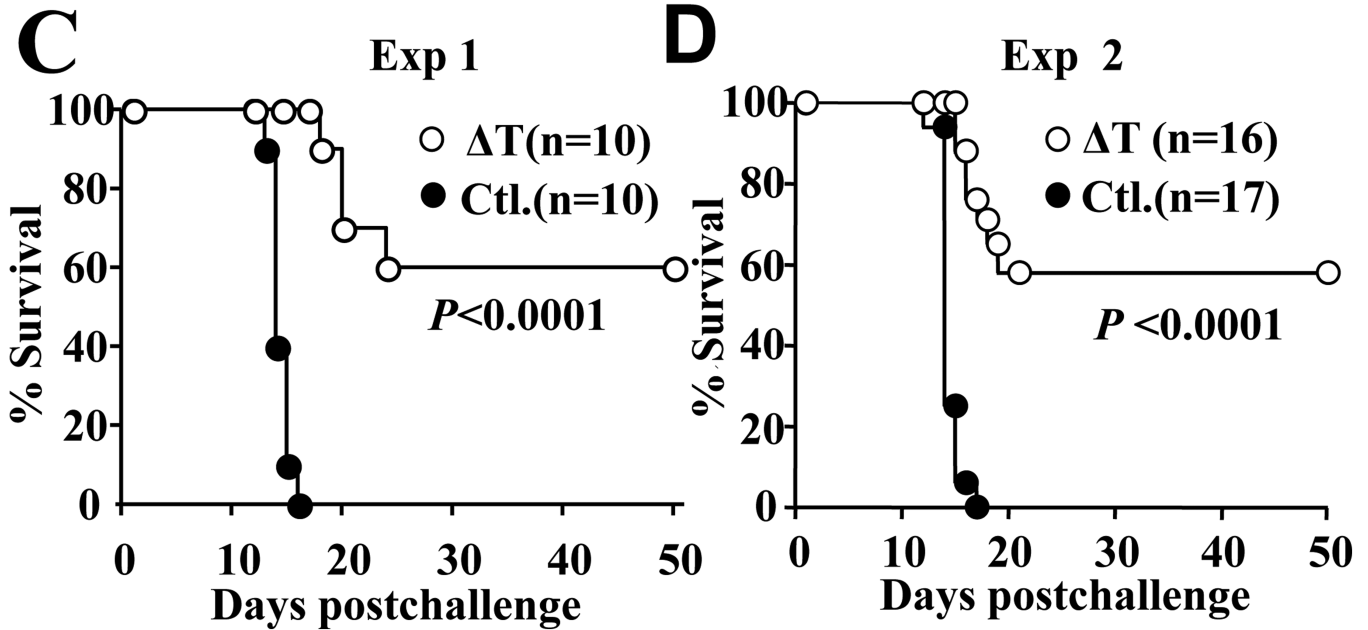 C
Exp 1
100
80
60
40
20
0
% Survival
ΔT(n=10)
Ctl.(n=10)
P<0.0001
0 10 20 30 40 50
Days postchallenge
D
Exp 2
100
80
60
40
20
0
% Survival
ΔT (n=16)
Ctl.(n=17)
P <0.0001
0 10 20 30 40 50
Days postchallenge